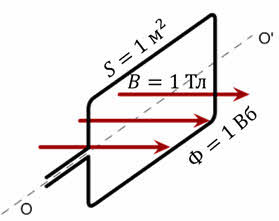 O'
S = 1 м²
B = 1 Тл
Ф = 1 Вб
O